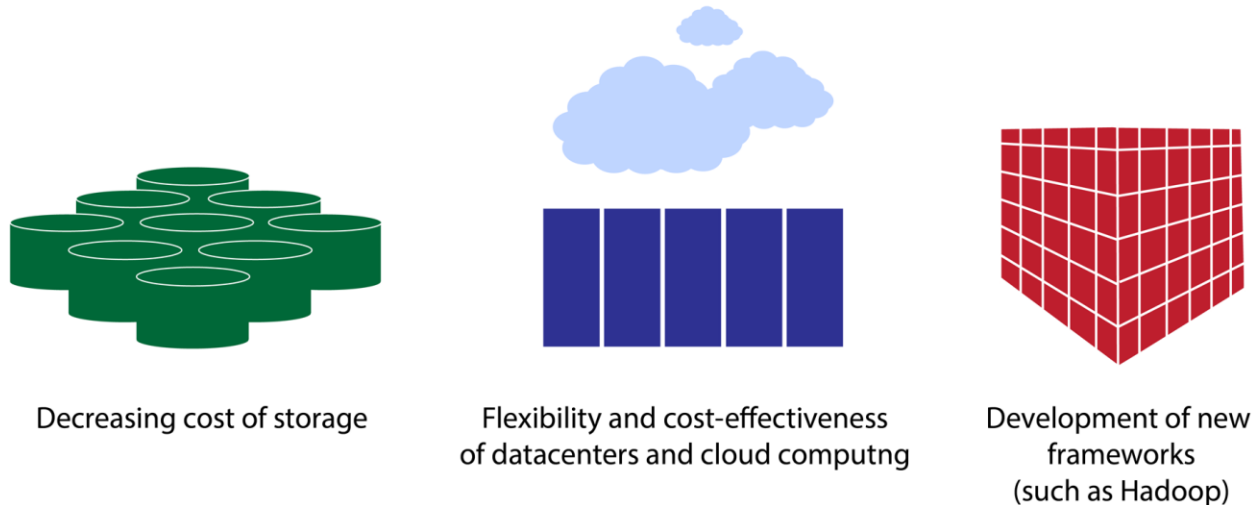 Decreasing cost of storage
Flexibility and cost-effectiveness
of datacenters and cloud computng
Development of new
frameworks
(such as Hadoop)